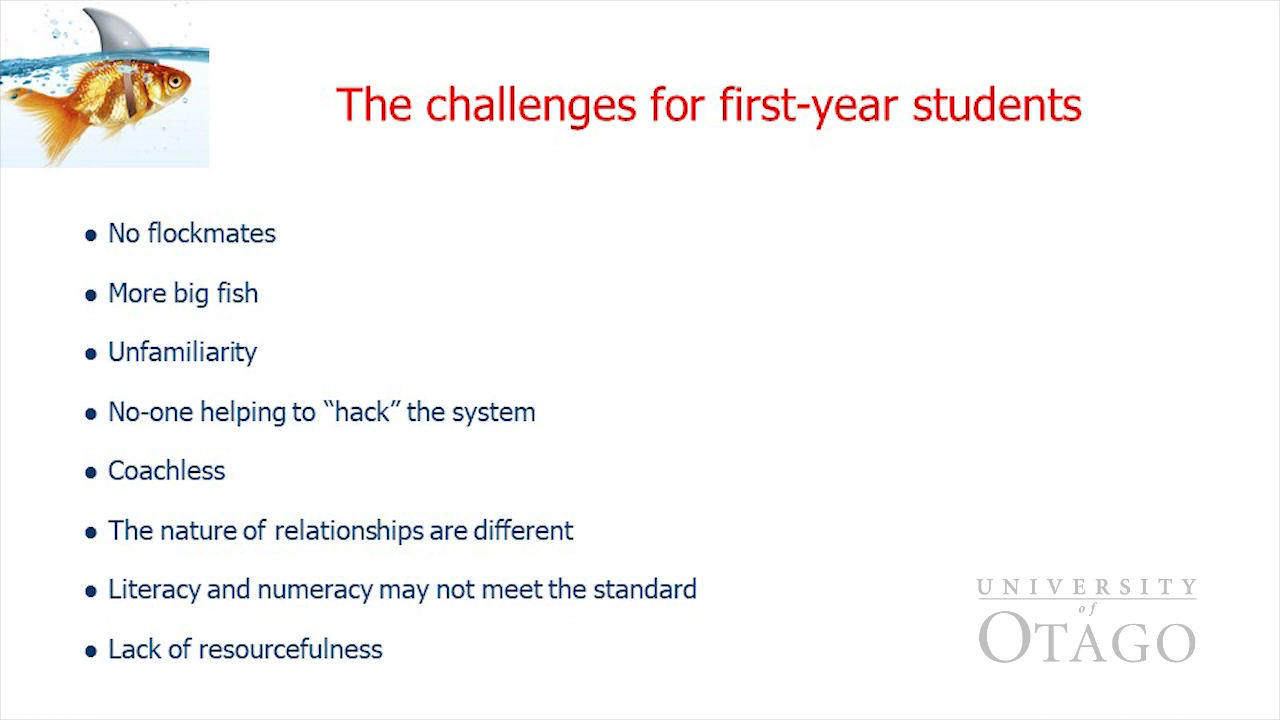 The challenges for first-year students
● No flockmates
● More big fish
● Unfamiliarity
● No-one helping to “hack” the system
● Coachless
● The nature of relationships are different
● Literacy and numeracy may not meet the standard
● Lack of resourcefulness
UNIVERSITY
of
OTAGO